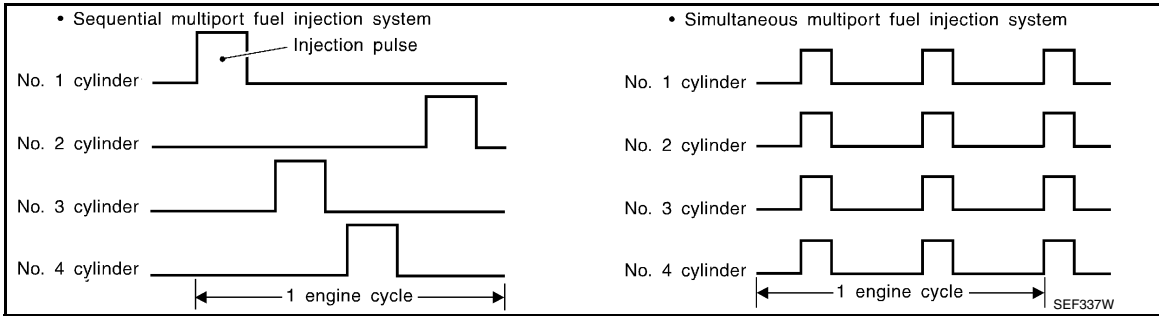 • Sequential multiport fuel injection system
Injection pulse
No. 1 cylinder
No. 2 cylinder
No. 3 cylinder
No. 4 cylinder
1 engine cycle
• Simultaneous multiport fuel injection system
No. 1 cylinder
No. 2 cylinder
No. 3 cylinder
No. 4 cylinder
1 engine cycle
SEF337W